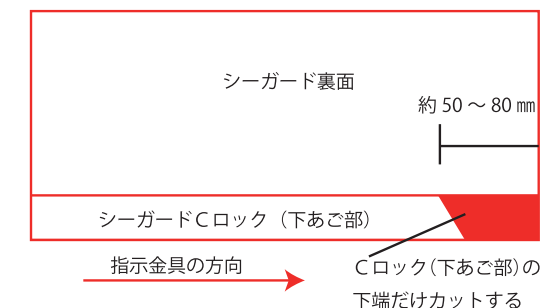 シーガード裏面
約 50 ～ 80 ㎜
シーガードCロック（下あご部）
指示金具の方向
Cロック（下あご部）の
下端だけカットする